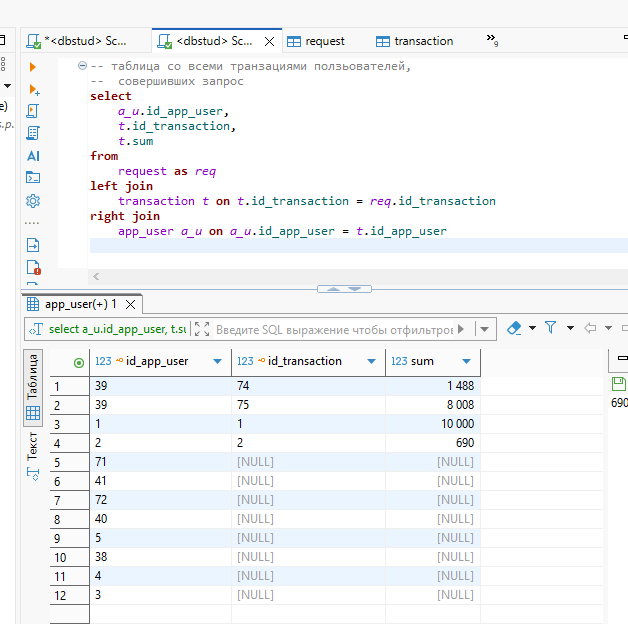 *<dbstud> Sc...
<dbstud> Sc...
request
transaction
»9
-- таблица со всеми транзациями ползьователей,
--  совершивших запрос
select
a_u.id_app_user,
t.id_transaction,
t.sum
from
request as req
left join
transaction t on t.id_transaction = req.id_transaction
right join
app_user a_u on a_u.id_app_user = t.id_app_user
e)
s.p.
AI
app_user(+) 1
select a_u.id_app_user, t.su
Введите SQL выражение чтобы отфильтров
Таблица
Текст
123 id_app_user 123 id_transaction 123 sum
1 39 74 1 488
2 39 75 8 008
3 1 1 10 000
4 2 2 690
5 71 [NULL] [NULL]
6 41 [NULL] [NULL]
7 72 [NULL] [NULL]
8 40 [NULL] [NULL]
9 5 [NULL] [NULL]
10 38 [NULL] [NULL]
11 4 [NULL] [NULL]
12 3 [NULL] [NULL]
690